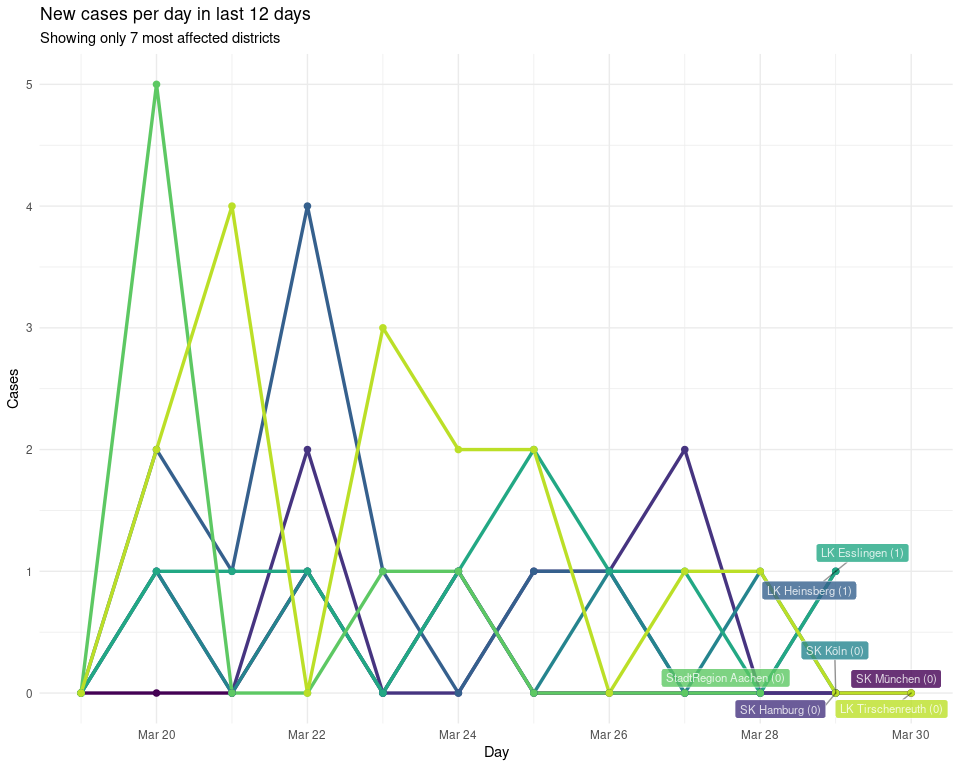 New cases per day in last 12 days
Showing only 7 most affected districts
5
4
3
2
1
0
Cases
LK Esslingen (1)
LK Heinsberg (1)
SK Köln (0)
StadtRegion Aachen (0)
SK München (0)
SK Hamburg (0)
LK Tirschenreuth (0)
Mar 20
Mar 22
Mar 24
Mar 26
Mar 28
Mar 30
Day